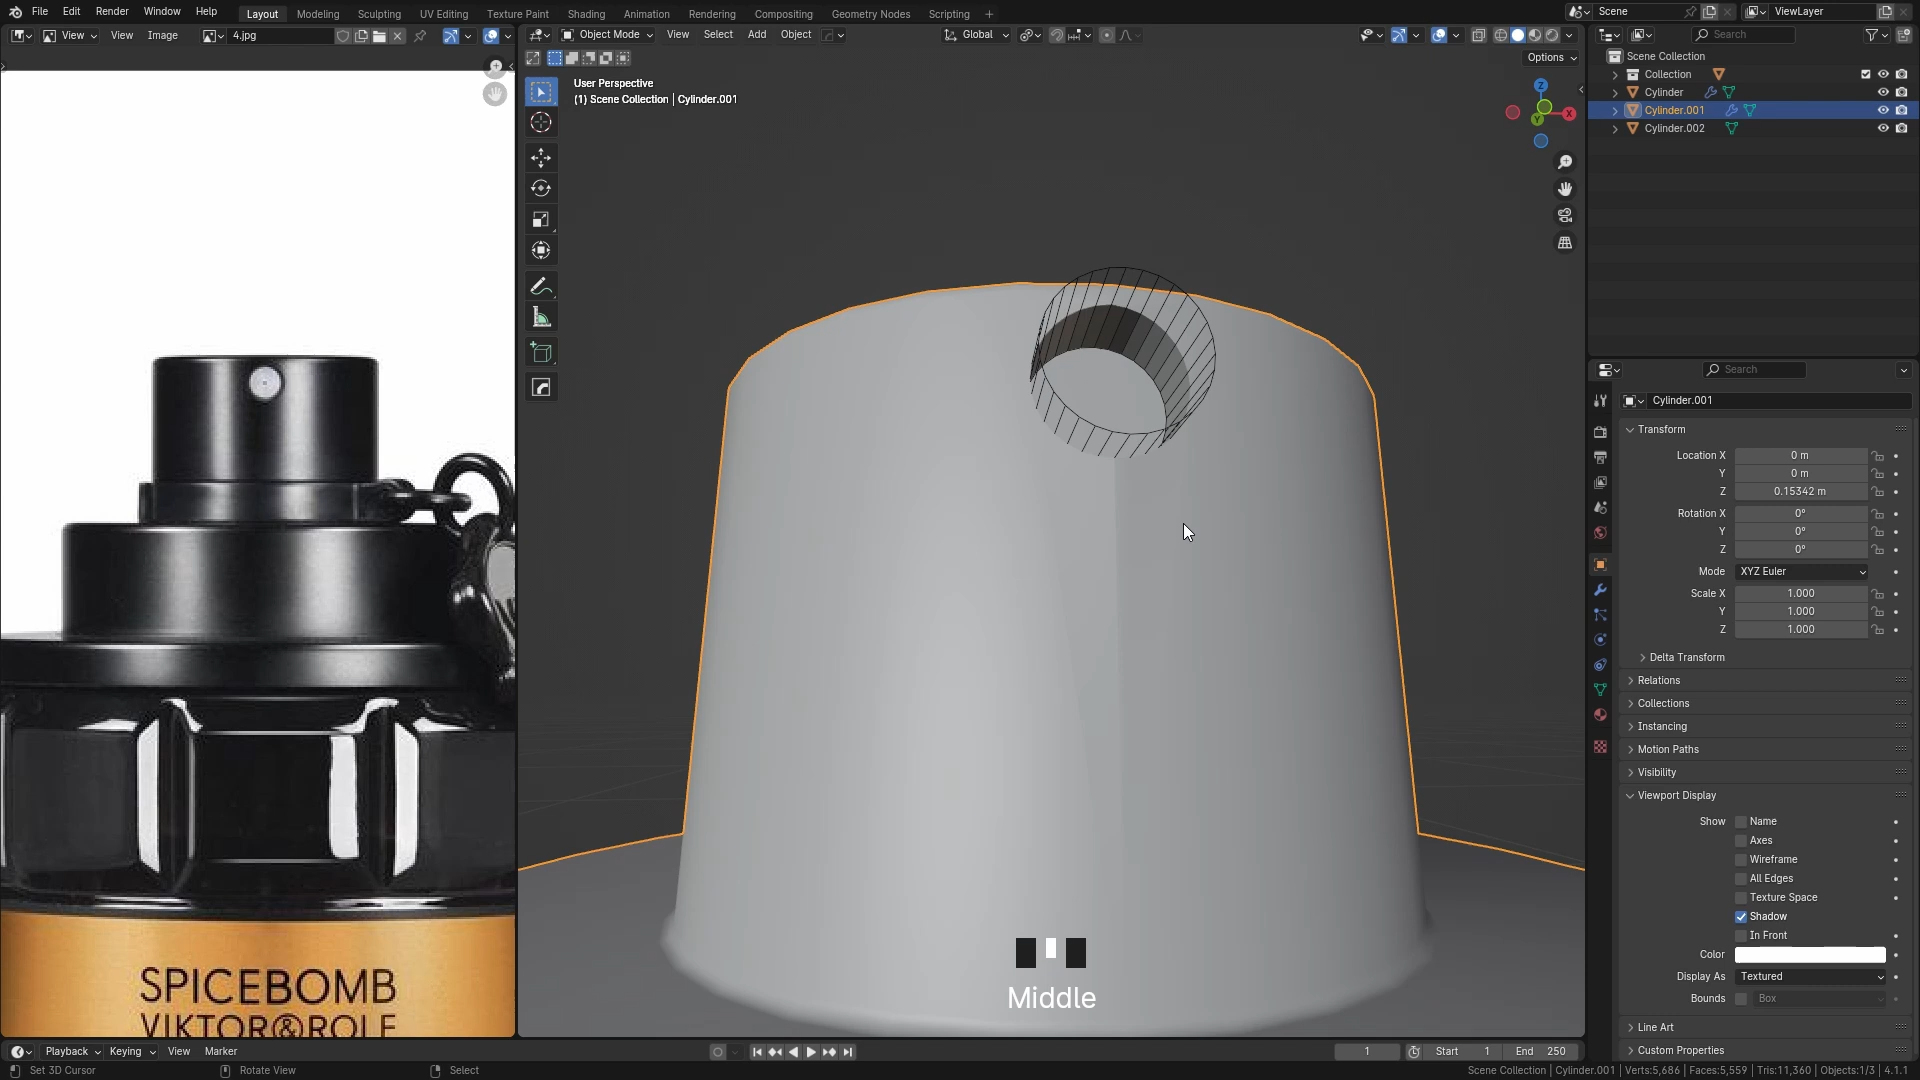 File Edit Render Window Help Layout Modeling Sculpting UV Editing Texture Paint Shading Animation Rendering Compositing Geometry Nodes Scripting + Scene ViewLayer
View View Image 4.jpg Object Mode View Select Add Object Global Search
Options
User Perspective
(1) Scene Collection | Cylinder.001
Z
X
Y
Scene Collection
Collection
Cylinder
Cylinder.001
Cylinder.002
Search
Cylinder.001
Transform
Location X 0 m
Y 0 m
Z 0.15342 m
Rotation X 0°
Y 0°
Z 0°
Mode XYZ Euler
Scale X 1.000
Y 1.000
Z 1.000
Delta Transform
Relations
Collections
Instancing
Motion Paths
Visibility
Viewport Display
Show Name
Axes
Wireframe
All Edges
Texture Space
Shadow
In Front
Color
Display As Textured
Bounds Box
Line Art
Custom Properties
SPICEBOMB
VIKTOR&ROLF
Middle
Playback Keying View Marker 1 Start 1 End 250
Set 3D Cursor Rotate View Select Scene Collection | Cylinder.001 | Verts:5,686 | Faces:5,559 | Tris:11,360 | Objects:1/3 | 4.1.1